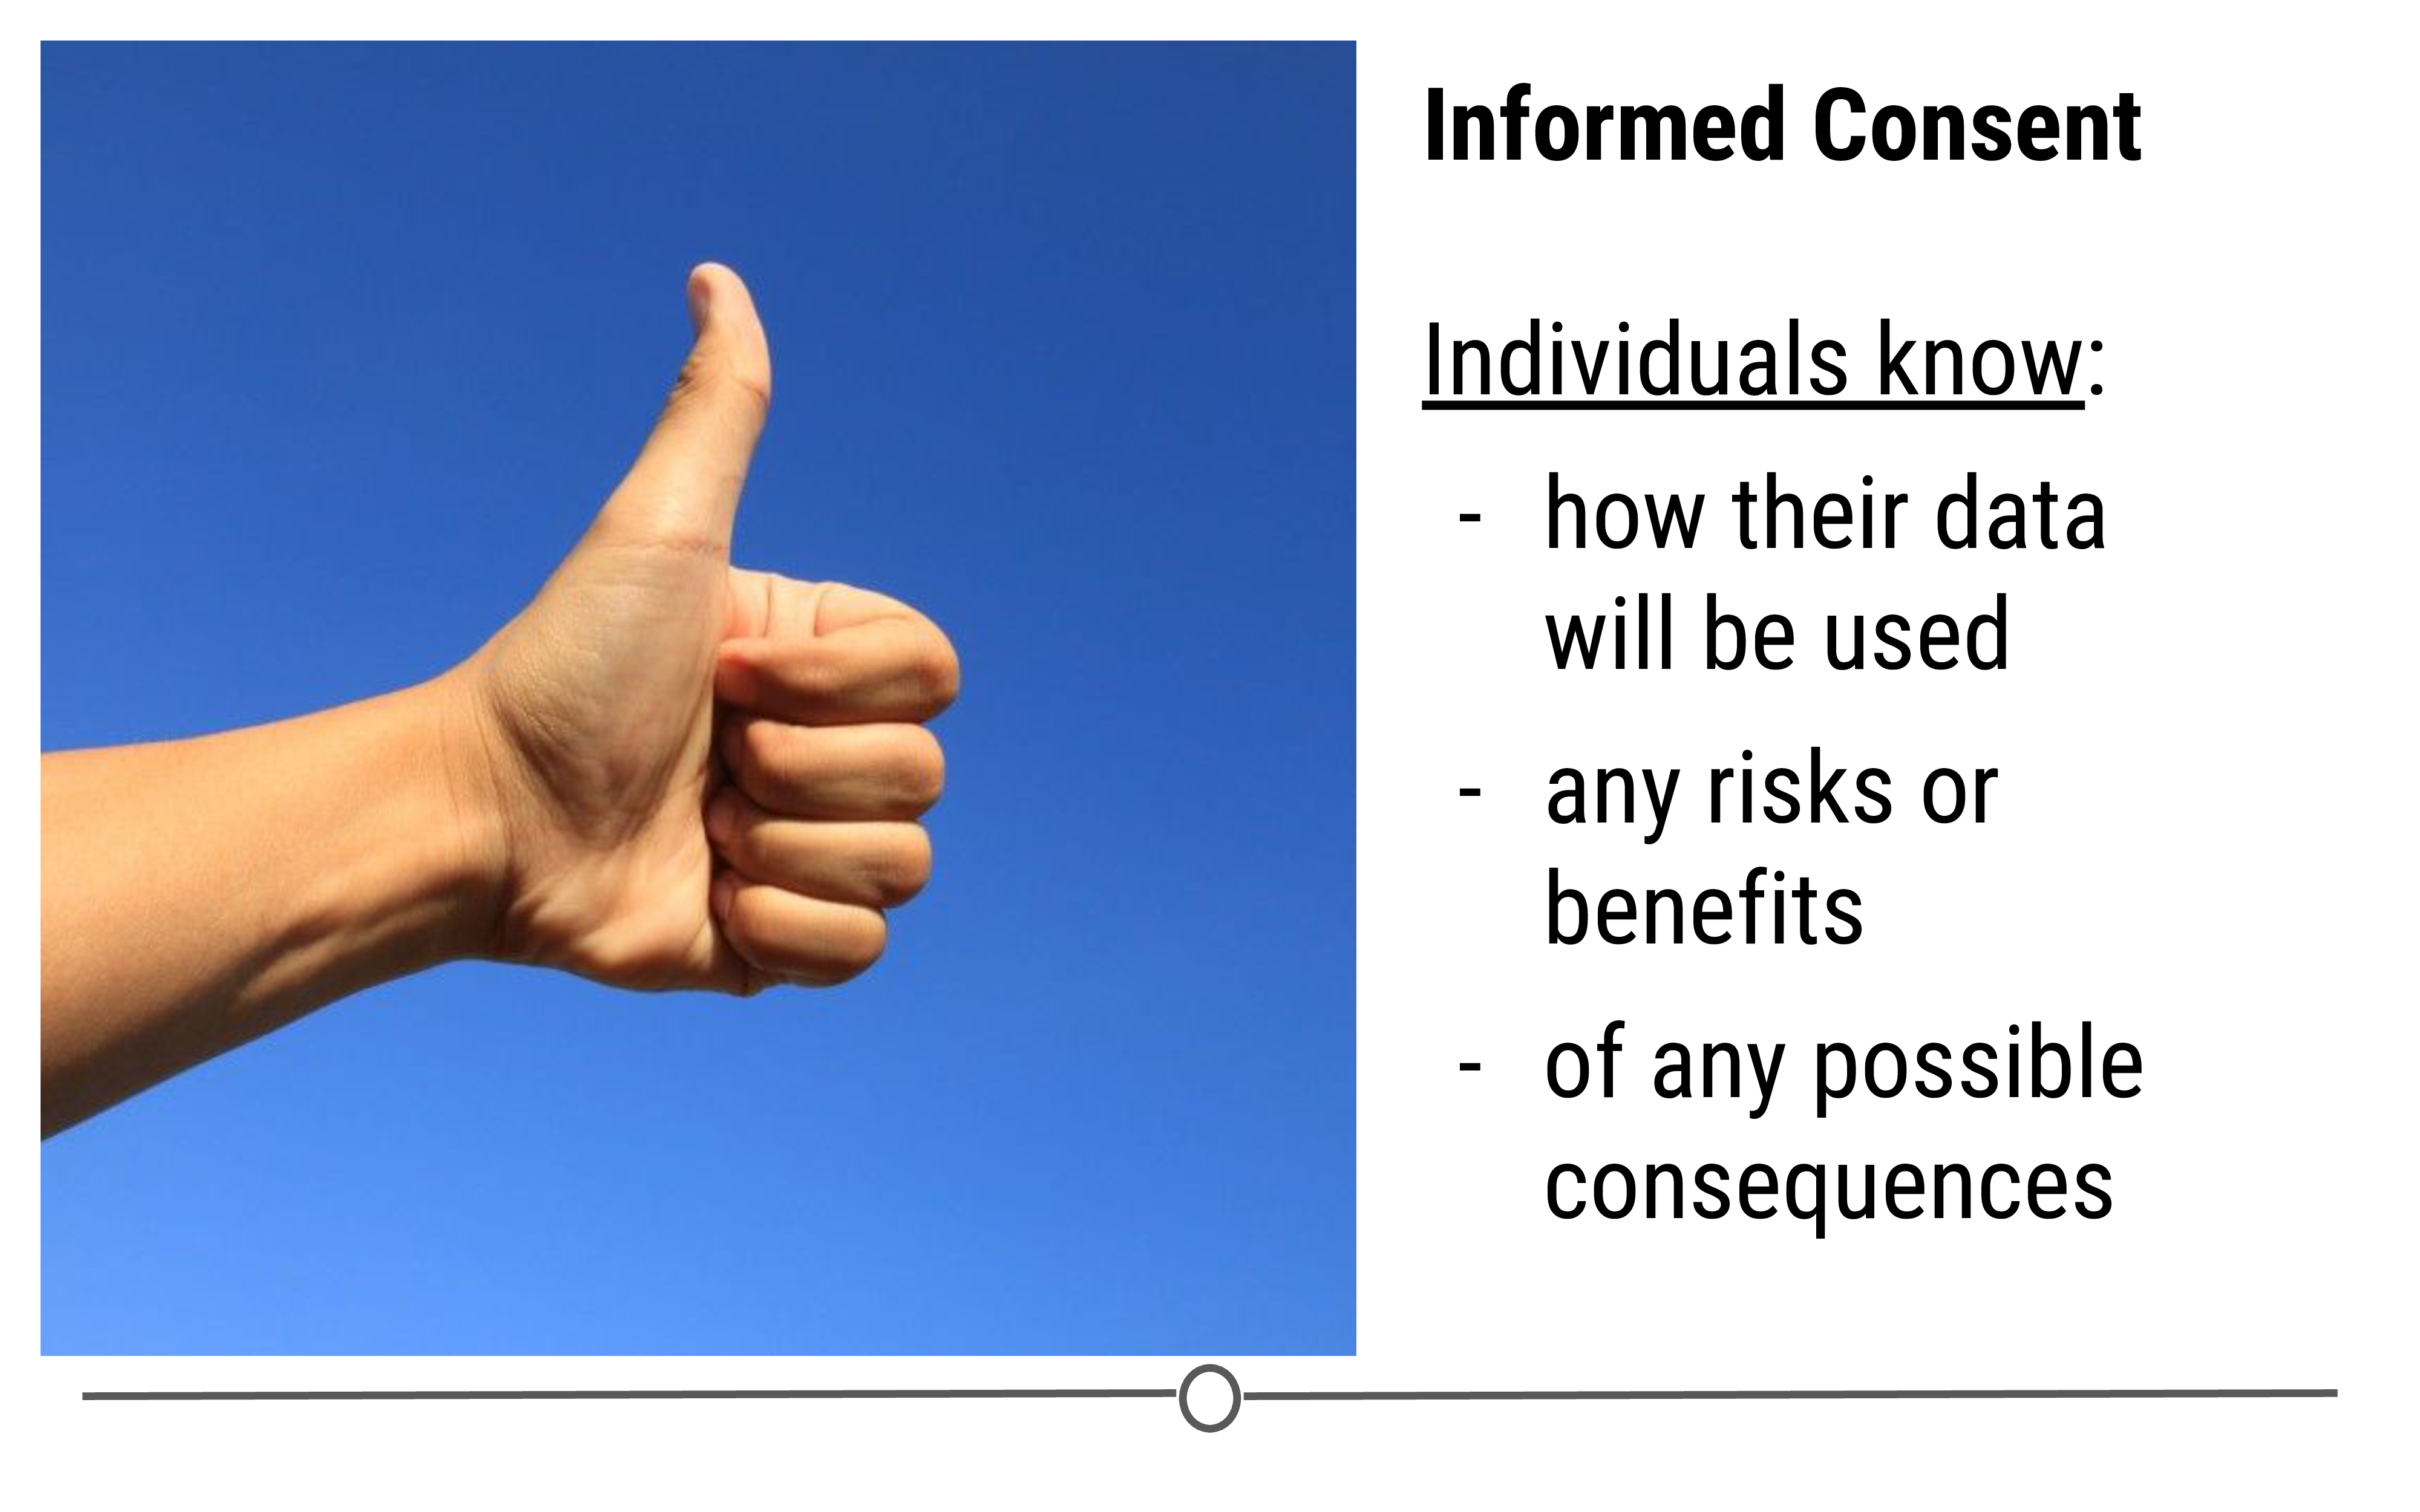 Informed Consent
Individuals know:
- how their data
will be used
- any risks or
benefits
- of any possible
consequences